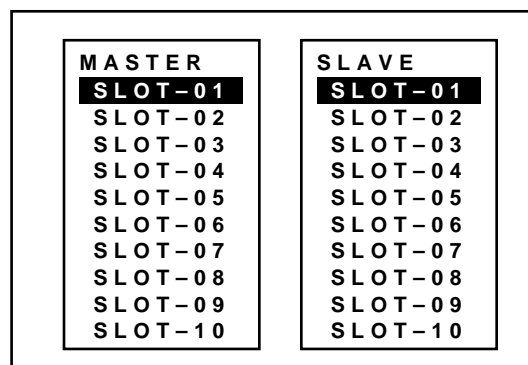 MASTER
SLOT–01
SLOT–02
SLOT–03
SLOT–04
SLOT–05
SLOT–06
SLOT–07
SLOT–08
SLOT–09
SLOT–10
SLAVE
SLOT–01
SLOT–02
SLOT–03
SLOT–04
SLOT–05
SLOT–06
SLOT–07
SLOT–08
SLOT–09
SLOT–10